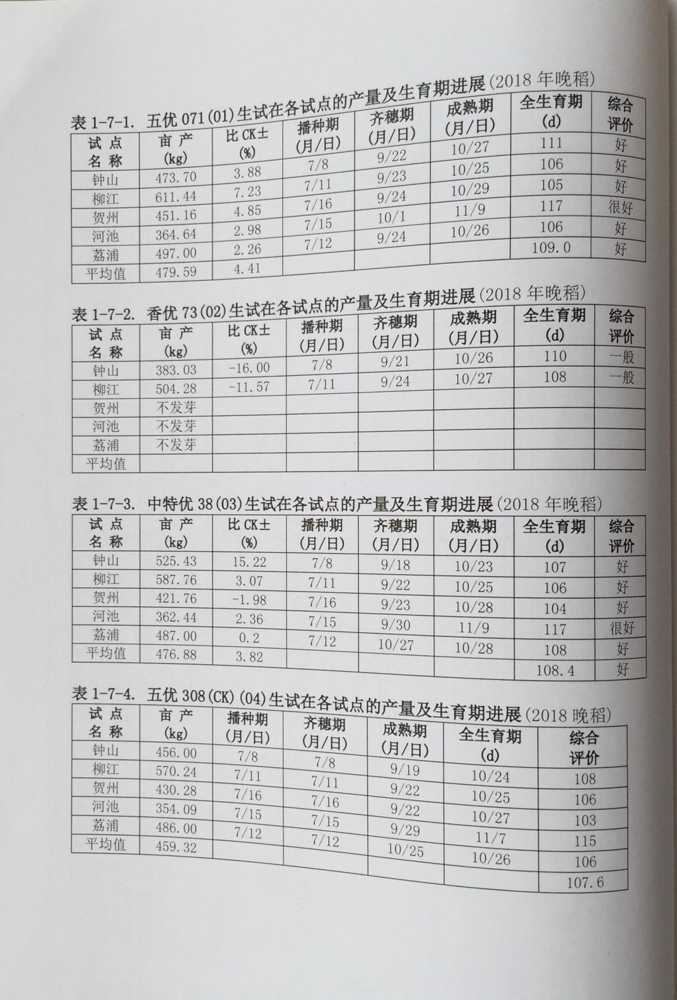 表 1-7-1. 五优 071(01)生试在各试点的产量及生育期进展(2018 年晚稻)
试 点 亩 产 比 CK± 播种期 齐穗期 成熟期 全生育期 综合
名 称 (kg) (%) (月/日) (月/日) (月/日) (d) 评价
钟山 473.70 3.88 7/8 9/22 10/27 111 好
柳江 611.44 7.23 7/11 9/23 10/25 106 好
贺州 451.16 4.85 7/16 9/24 10/29 105 好
河池 364.64 2.98 7/15 10/1 11/9 117 很好
荔浦 497.00 2.26 7/12 9/24 10/26 106 好
平均值 479.59 4.41 109.0 好
表 1-7-2. 香优 73(02)生试在各试点的产量及生育期进展(2018 年晚稻)
试 点 亩 产 比 CK± 播种期 齐穗期 成熟期 全生育期 综合
名 称 (kg) (%) (月/日) (月/日) (月/日) (d) 评价
钟山 383.03 -16.00 7/8 9/21 10/26 110 一般
柳江 504.28 -11.57 7/11 9/24 10/27 108 一般
贺州 不发芽
河池 不发芽
荔浦 不发芽
平均值
表 1-7-3. 中特优 38(03)生试在各试点的产量及生育期进展(2018 年晚稻)
试 点 亩 产 比 CK± 播种期 齐穗期 成熟期 全生育期 综合
名 称 (kg) (%) (月/日) (月/日) (月/日) (d) 评价
钟山 525.43 15.22 7/8 9/18 10/23 107 好
柳江 587.76 3.07 7/11 9/22 10/25 106 好
贺州 421.76 -1.98 7/16 9/23 10/28 104 好
河池 362.44 2.36 7/15 9/30 11/9 117 很好
荔浦 487.00 0.2 7/12 10/27 10/28 108 好
平均值 476.88 3.82 108.4 好
表 1-7-4. 五优 308(CK)(04)生试在各试点的产量及生育期进展(2018 晚稻)
试 点 亩 产 播种期 齐穗期 成熟期 全生育期 综合
名 称 (kg) (月/日) (月/日) (月/日) (d) 评价
钟山 456.00 7/8 7/8 9/19 10/24 108
柳江 570.24 7/11 7/11 9/22 10/25 106
贺州 430.28 7/16 7/16 9/22 10/27 103
河池 354.09 7/15 7/15 9/29 11/7 115
荔浦 486.00 7/12 7/12 10/25 10/26 106
平均值 459.32 107.6